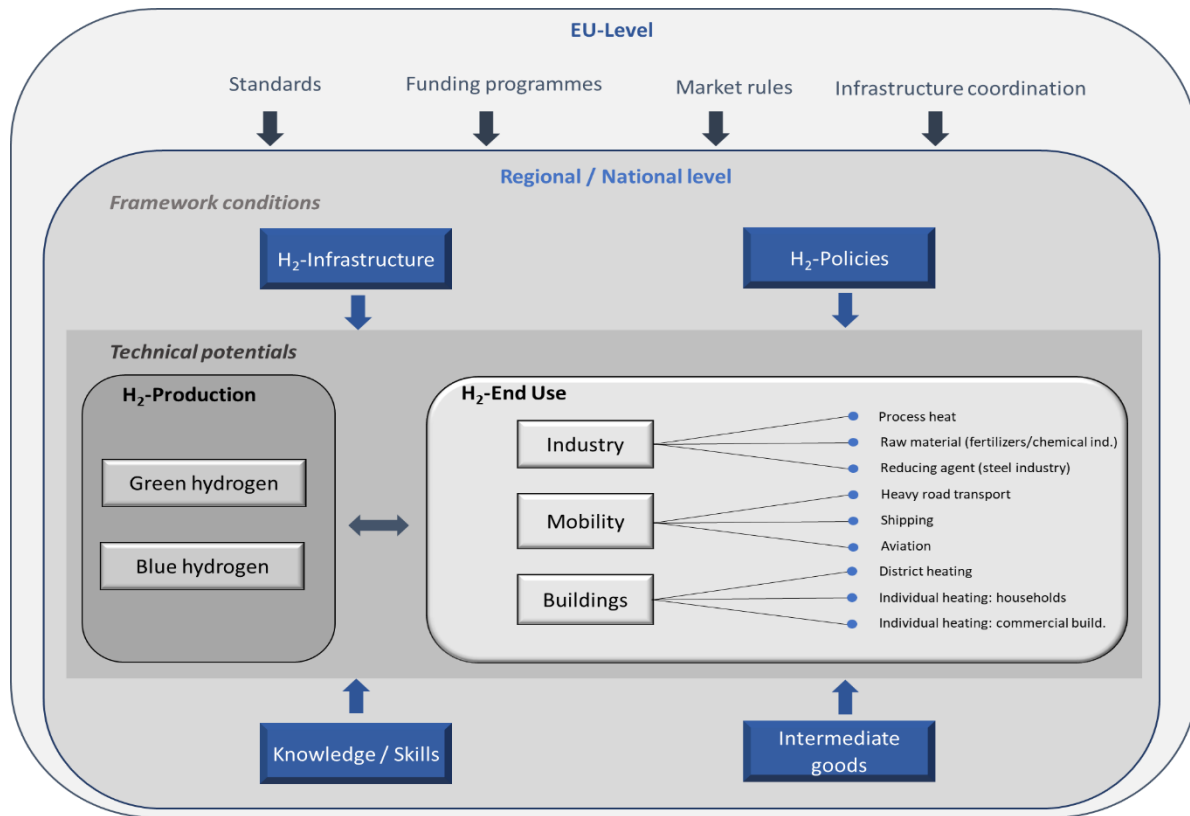 EU-Level
Standards
Funding programmes
Market rules
Infrastructure coordination
Regional / National level
Framework conditions
H₂-Infrastructure
H₂-Policies
Technical potentials
H₂-Production
Green hydrogen
Blue hydrogen
H₂-End Use
Industry
Process heat
Raw material (fertilizers/chemical ind.)
Reducing agent (steel industry)
Mobility
Heavy road transport
Shipping
Aviation
Buildings
District heating
Individual heating: households
Individual heating: commercial build.
Knowledge / Skills
Intermediate
goods